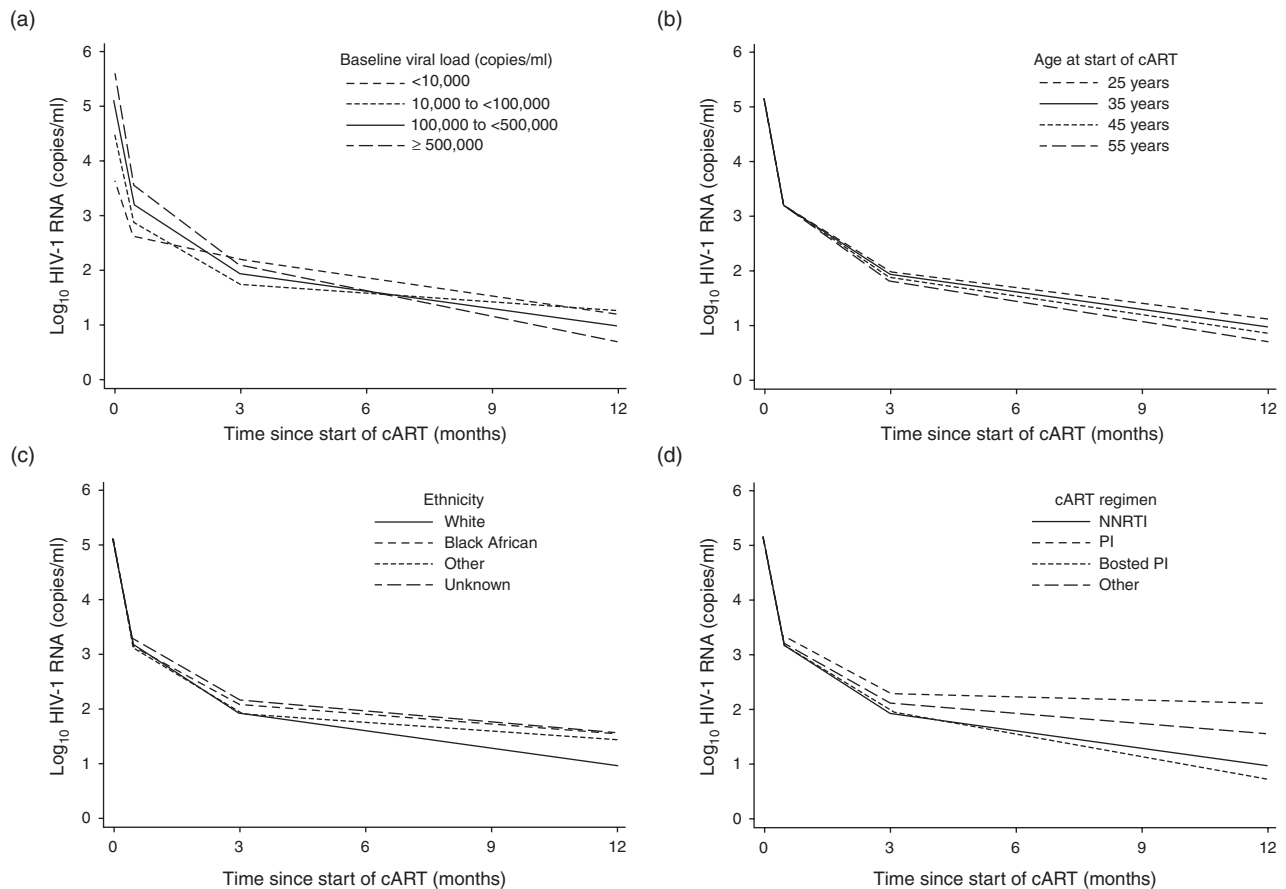 (a)
6
5
4
3
2
1
0
Log10 HIV-1 RNA (copies/ml)
Baseline viral load (copies/ml)
<10,000
10,000 to <100,000
100,000 to <500,000
≥ 500,000
0 3 6 9 12
Time since start of cART (months)
(b)
6
5
4
3
2
1
0
Log10 HIV-1 RNA (copies/ml)
Age at start of cART
25 years
35 years
45 years
55 years
0 3 6 9 12
Time since start of cART (months)
(c)
6
5
4
3
2
1
0
Log10 HIV-1 RNA (copies/ml)
Ethnicity
White
Black African
Other
Unknown
0 3 6 9 12
Time since start of cART (months)
(d)
6
5
4
3
2
1
0
Log10 HIV-1 RNA (copies/ml)
cART regimen
NNRTI
PI
Bosted PI
Other
0 3 6 9 12
Time since start of cART (months)